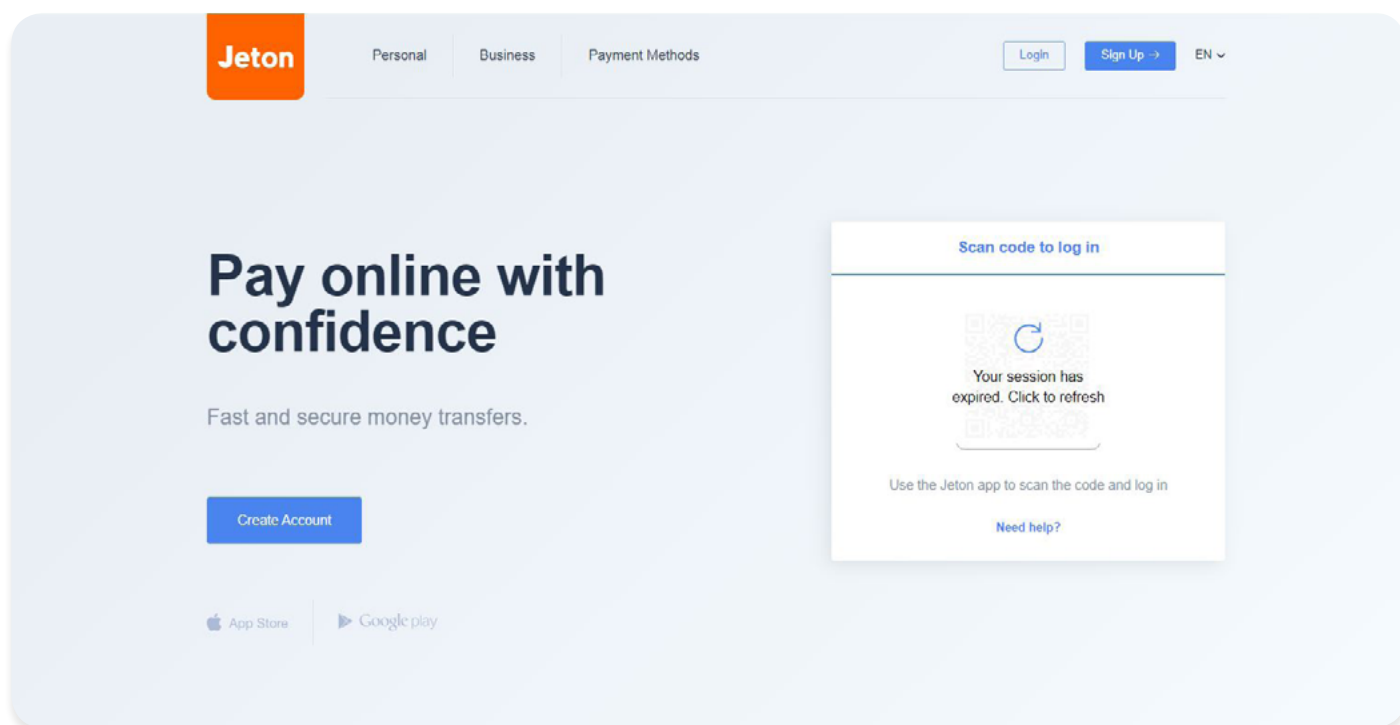 Jeton
Personal
Business
Payment Methods
Login
Sign Up →
EN
Pay online with
confidence
Fast and secure money transfers.
Create Account
App Store
Google play
Scan code to log in
Your session has
expired. Click to refresh
Use the Jeton app to scan the code and log in
Need help?